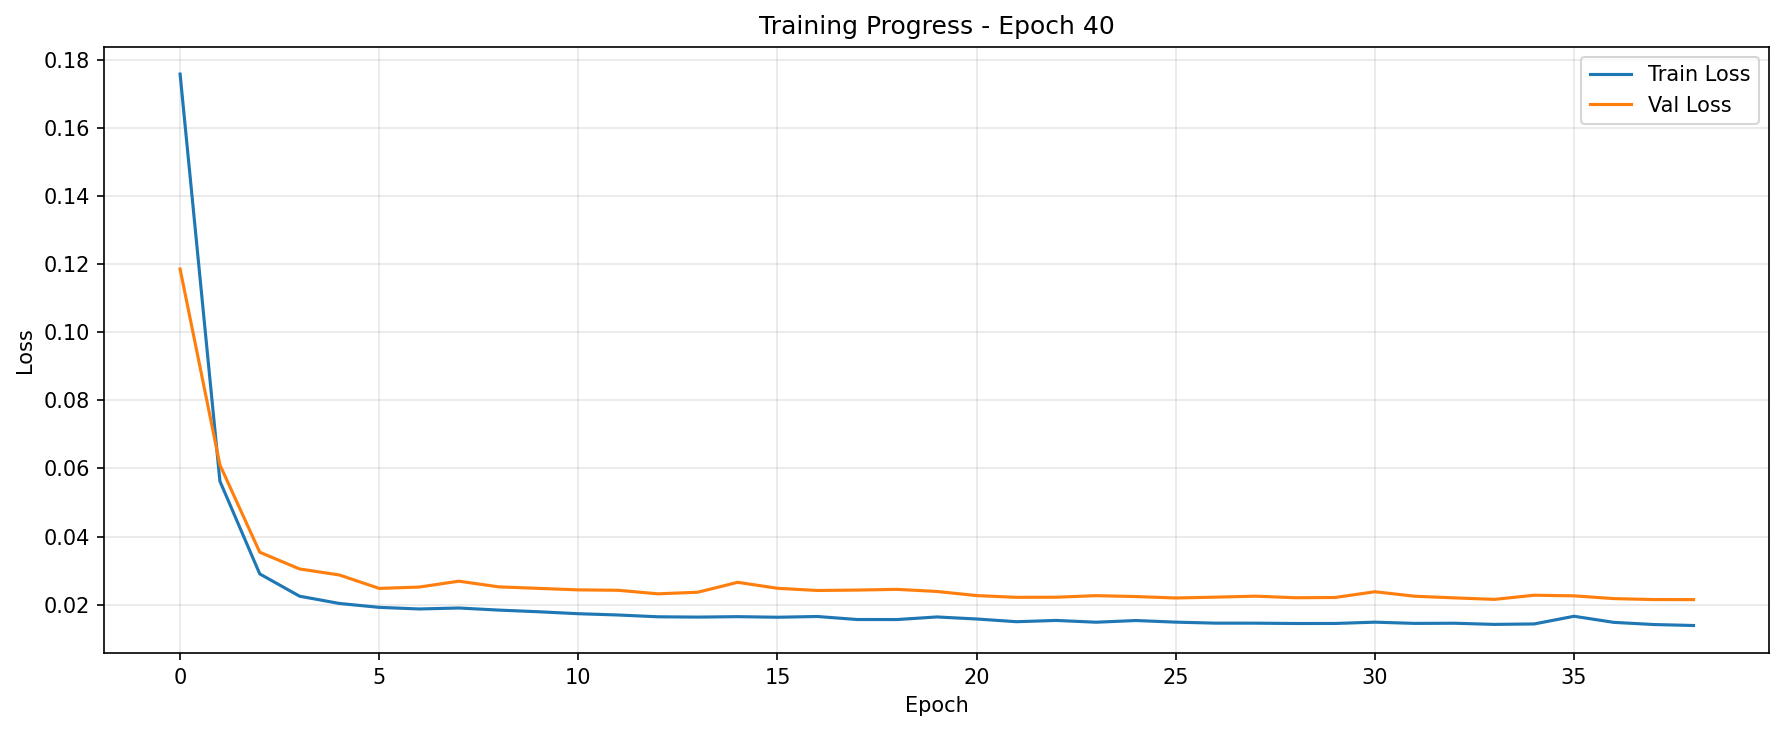 Training Progress - Epoch 40
Train Loss
Val Loss
0.18
0.16
0.14
0.12
0.10
0.08
0.06
0.04
0.02
Loss
0 5 10 15 20 25 30 35
Epoch